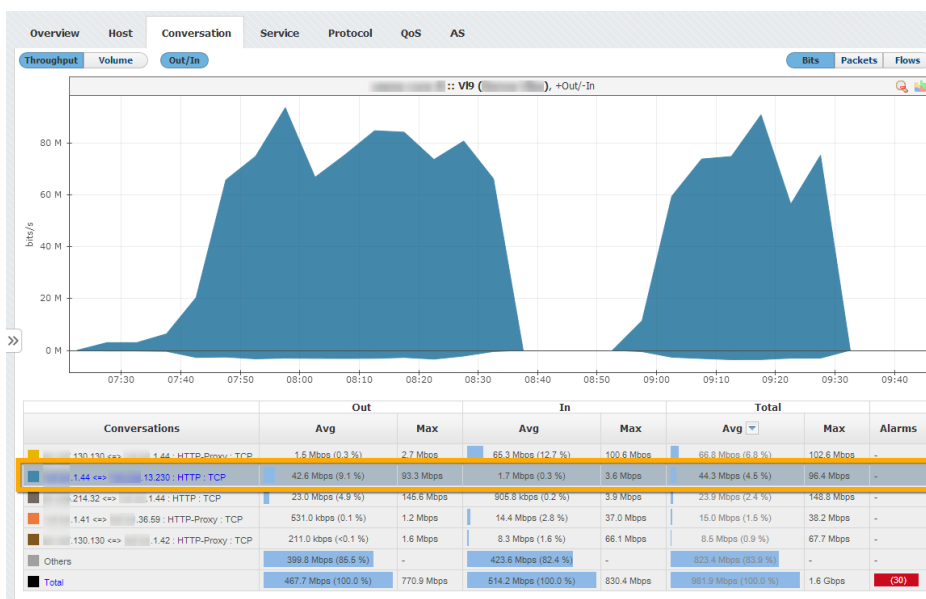 Overview Host Conversation Service Protocol QoS AS
Throughput Volume Out/In Bits Packets Flows
:: Vl9 ( ), +Out/-In
80 M
60 M
bits/s
40 M
20 M
0 M
07:30 07:40 07:50 08:00 08:10 08:20 08:30 08:40 08:50 09:00 09:10 09:20 09:30 09:40
Out In Total
Conversations Avg Max Avg Max Avg Max Alarms
.130.130 <=> .1.44 : HTTP-Proxy : TCP 1.5 Mbps (0.3 %) 2.7 Mbps 65.3 Mbps (12.7 %) 100.6 Mbps 66.8 Mbps (6.8 %) 102.6 Mbps -
.1.44 <=> .13.230 : HTTP : TCP 42.6 Mbps (9.1 %) 93.3 Mbps 1.7 Mbps (0.3 %) 3.6 Mbps 44.3 Mbps (4.5 %) 96.4 Mbps -
.214.32 <=> .1.44 : HTTP : TCP 23.0 Mbps (4.9 %) 145.6 Mbps 905.8 kbps (0.2 %) 3.9 Mbps 23.9 Mbps (2.4 %) 148.8 Mbps -
.1.41 <=> .36.59 : HTTP-Proxy : TCP 531.0 kbps (0.1 %) 1.2 Mbps 14.4 Mbps (2.8 %) 37.0 Mbps 15.0 Mbps (1.5 %) 38.2 Mbps -
.130.130 <=> .1.42 : HTTP-Proxy : TCP 211.0 kbps (<0.1 %) 1.6 Mbps 8.3 Mbps (1.6 %) 66.1 Mbps 8.5 Mbps (0.9 %) 67.7 Mbps -
Others 399.8 Mbps (85.5 %) - 423.6 Mbps (82.4 %) - 823.4 Mbps (83.9 %) - -
Total 467.7 Mbps (100.0 %) 770.9 Mbps 514.2 Mbps (100.0 %) 830.4 Mbps 981.9 Mbps (100.0 %) 1.6 Gbps (30)